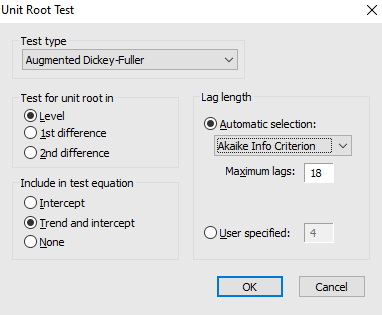 Unit Root Test
Test type
Augmented Dickey-Fuller
Test for unit root in
Level
1st difference
2nd difference
Include in test equation
Intercept
Trend and intercept
None
Lag length
Automatic selection:
Akaike Info Criterion
Maximum lags: 18
User specified: 4
OK Cancel